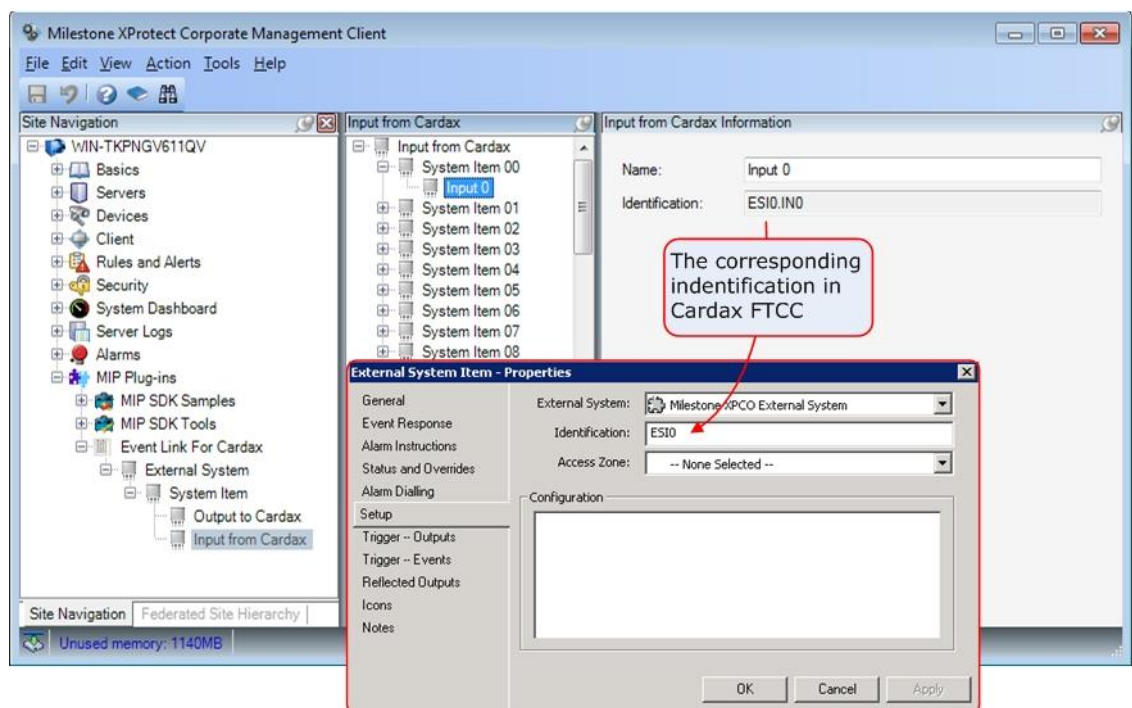 Milestone XProtect Corporate Management Client
File Edit View Action Tools Help
Site Navigation
WIN-TKPNGV611QV
Basics
Servers
Devices
Client
Rules and Alerts
Security
System Dashboard
Server Logs
Alarms
MIP Plug-ins
MIP SDK Samples
MIP SDK Tools
Event Link For Cardax
External System
System Item
Output to Cardax
Input from Cardax
Site Navigation
Federated Site Hierarchy
Unused memory: 1140MB
Input from Cardax
Input from Cardax
System Item 00
Input 0
System Item 01
System Item 02
System Item 03
System Item 04
System Item 05
System Item 06
System Item 07
System Item 08
Input from Cardax Information
Name: Input 0
Identification: ESI0.IN0
The corresponding
indentification in
Cardax FTCC
External System Item - Properties
General
Event Response
Alarm Instructions
Status and Overrides
Alarm Dialling
Setup
Trigger -- Outputs
Trigger -- Events
Reflected Outputs
Icons
Notes
External System: Milestone XPCO External System
Identification: ESI0
Access Zone: -- None Selected --
Configuration
OK Cancel Apply